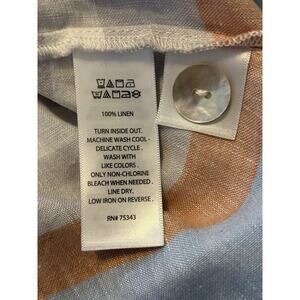 100% LINEN
TURN INSIDE OUT.
MACHINE WASH COOL -
DELICATE CYCLE .
WASH WITH
LIKE COLORS .
ONLY NON-CHLORINE
BLEACH WHEN NEEDED .
LINE DRY.
LOW IRON ON REVERSE .
RN# 75343